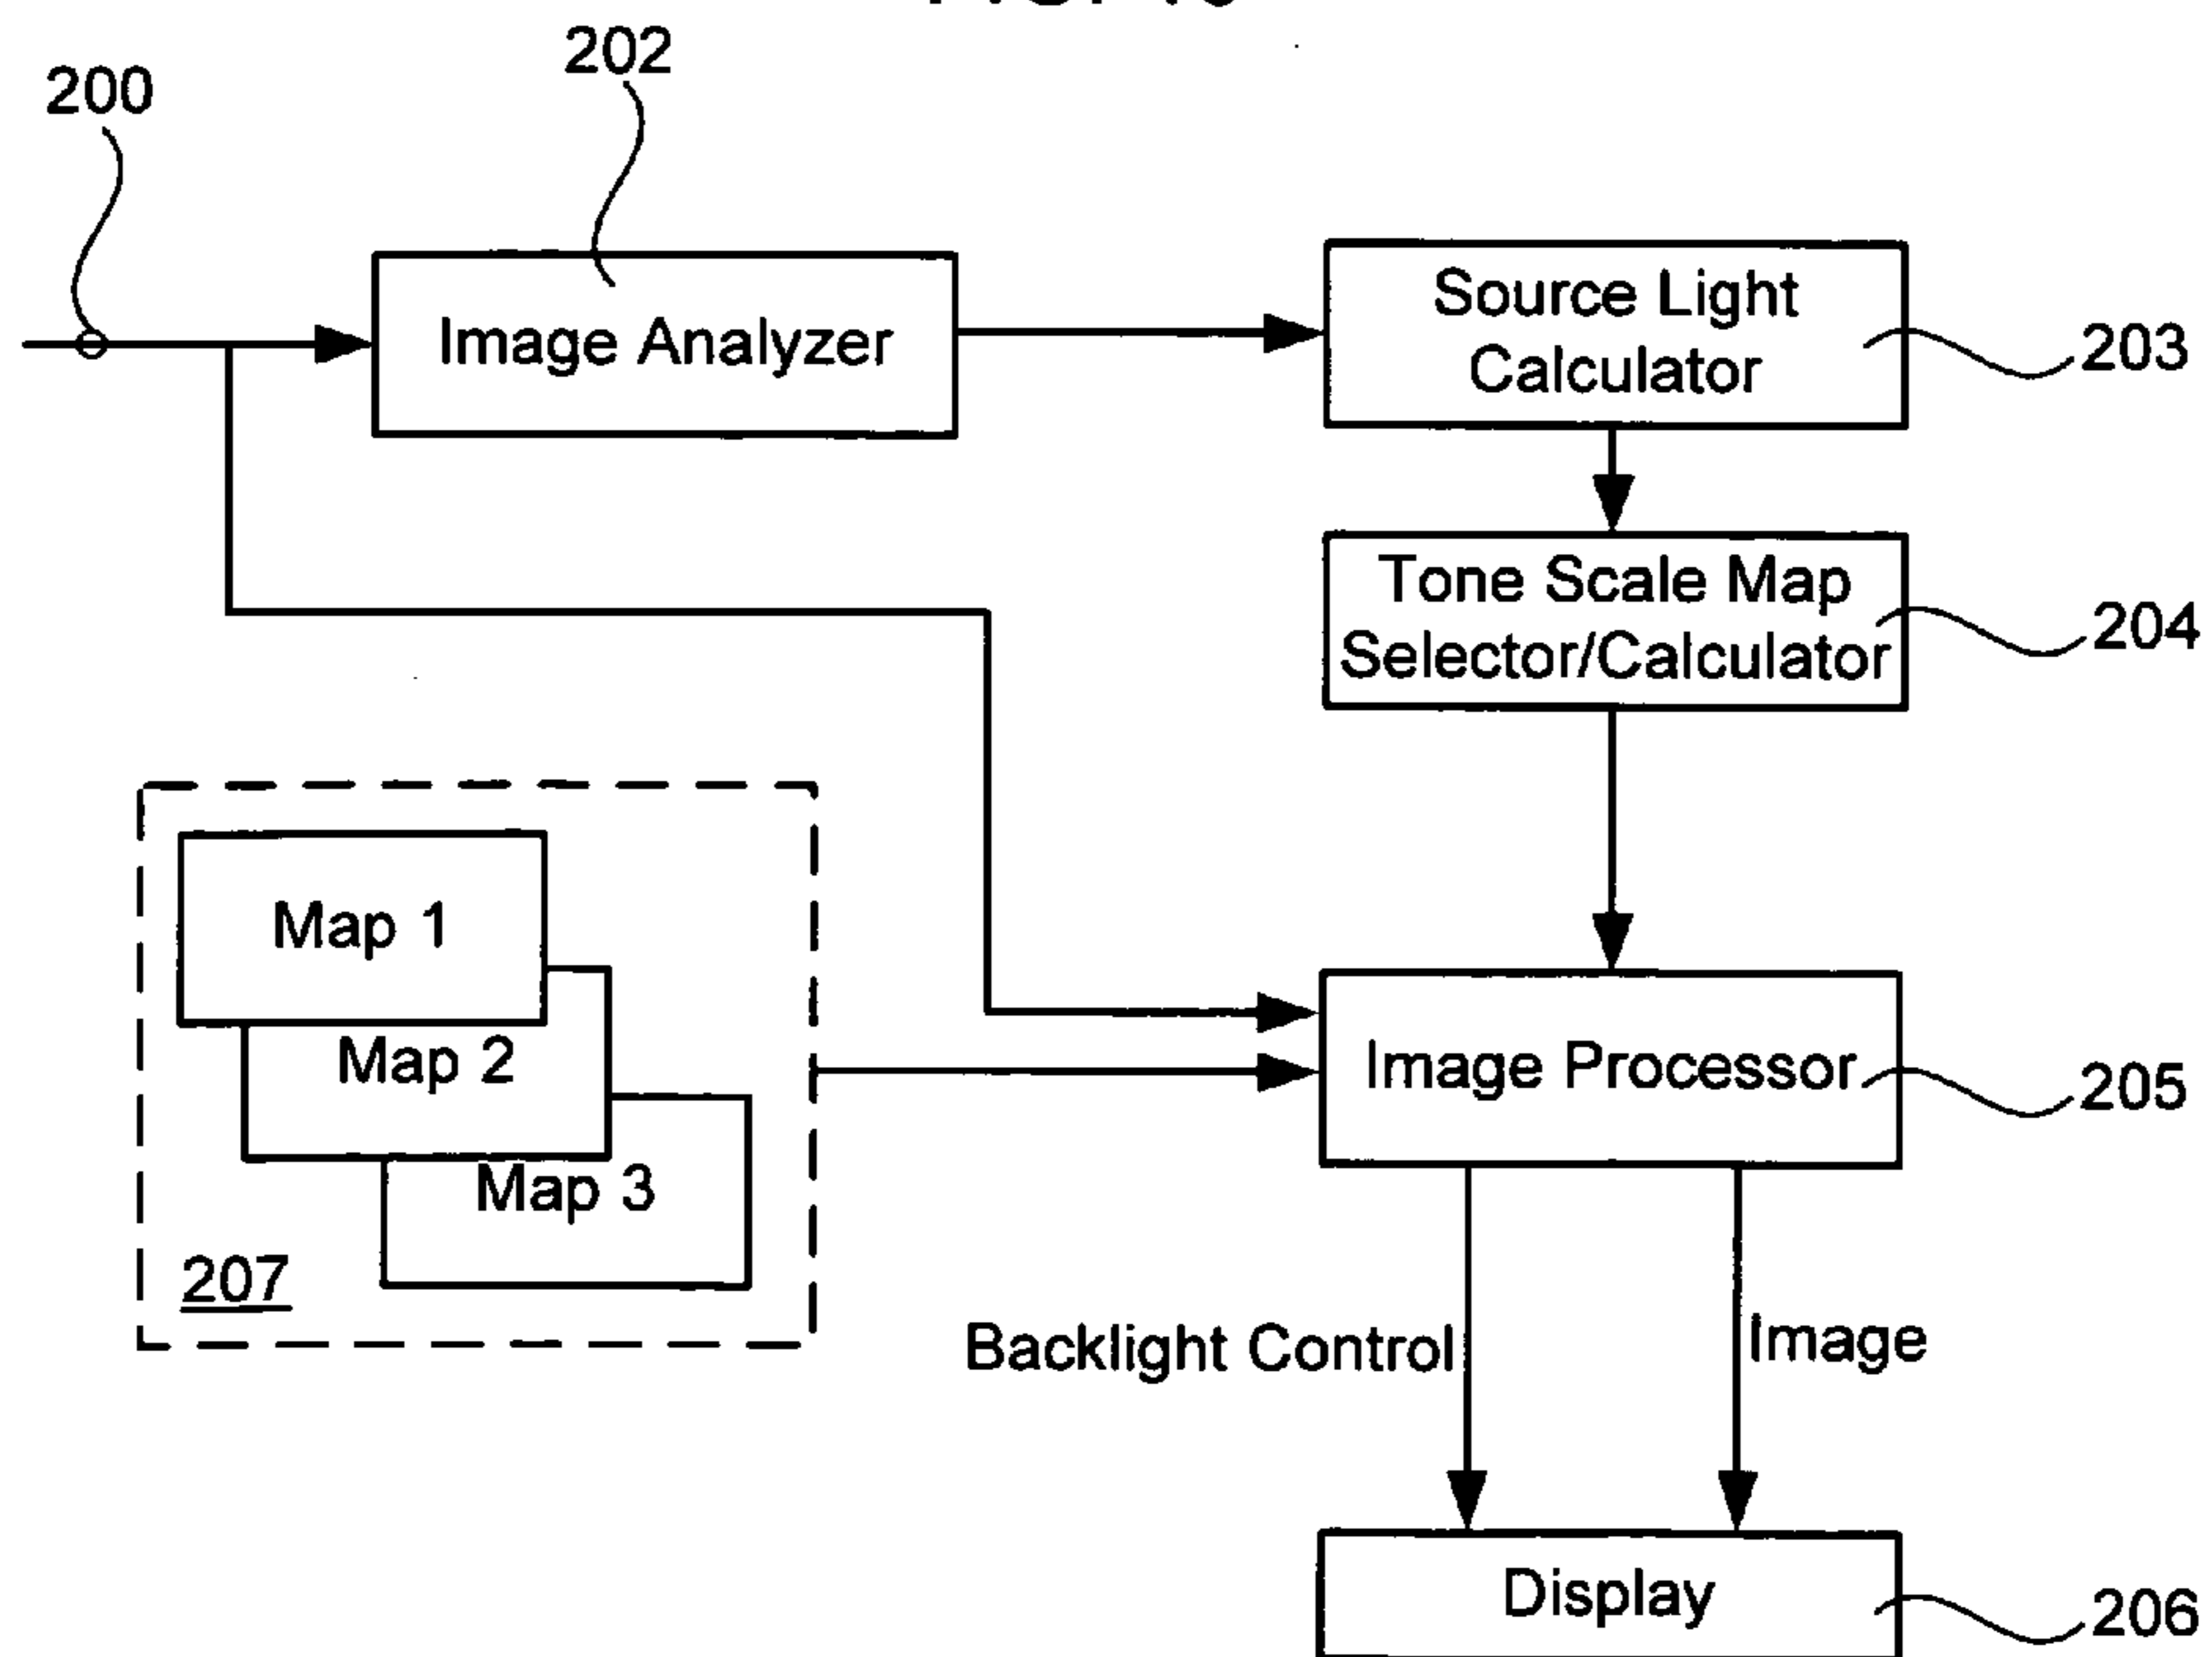 202
200
Image Analyzer
Source Light
Calculator
203
Tone Scale Map
Selector/Calculator
204
Map 1
Map 2
Map 3
207
Image Processor
205
Backlight Control
Image
Display
206